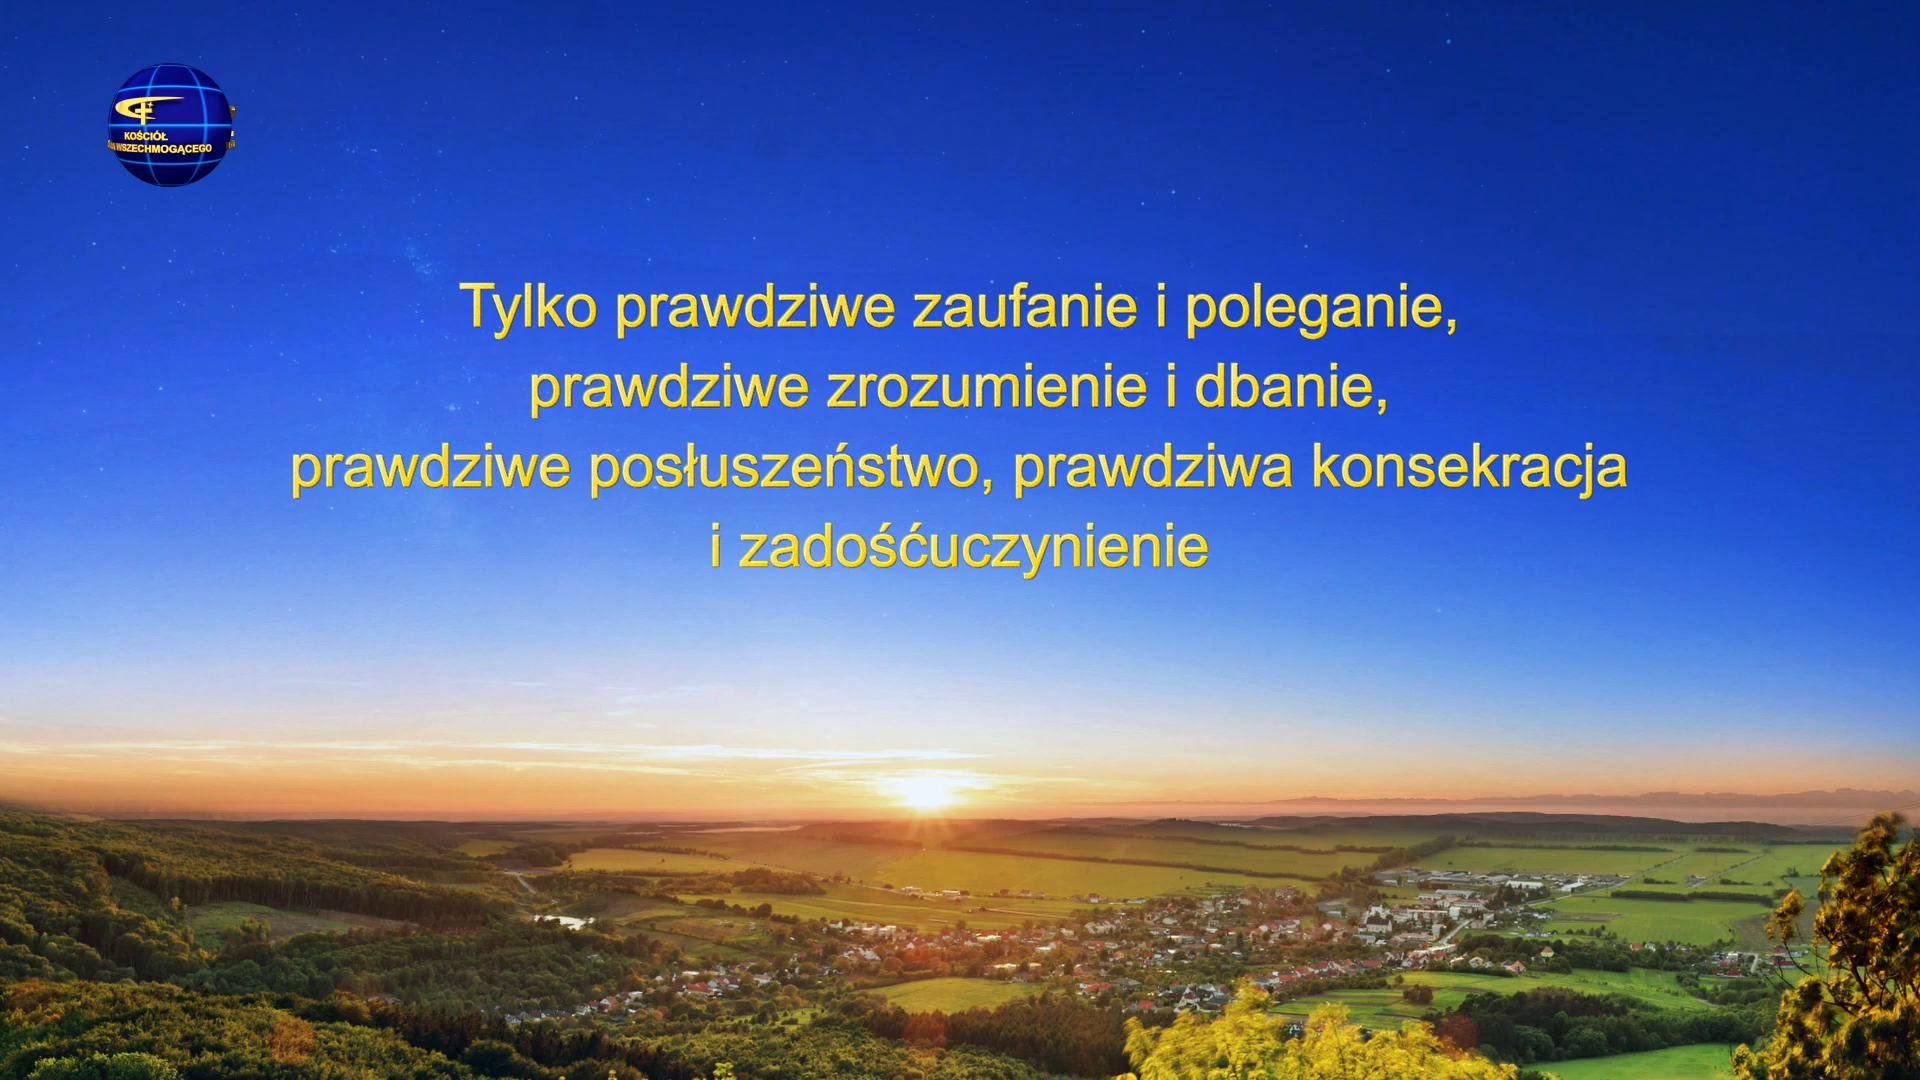 KOŚCIÓŁ
WSZECHMOGĄCEGO
Tylko prawdziwe zaufanie i poleganie,
prawdziwe zrozumienie i dbanie,
prawdziwe posłuszeństwo, prawdziwa konsekracja
i zadośćuczynienie